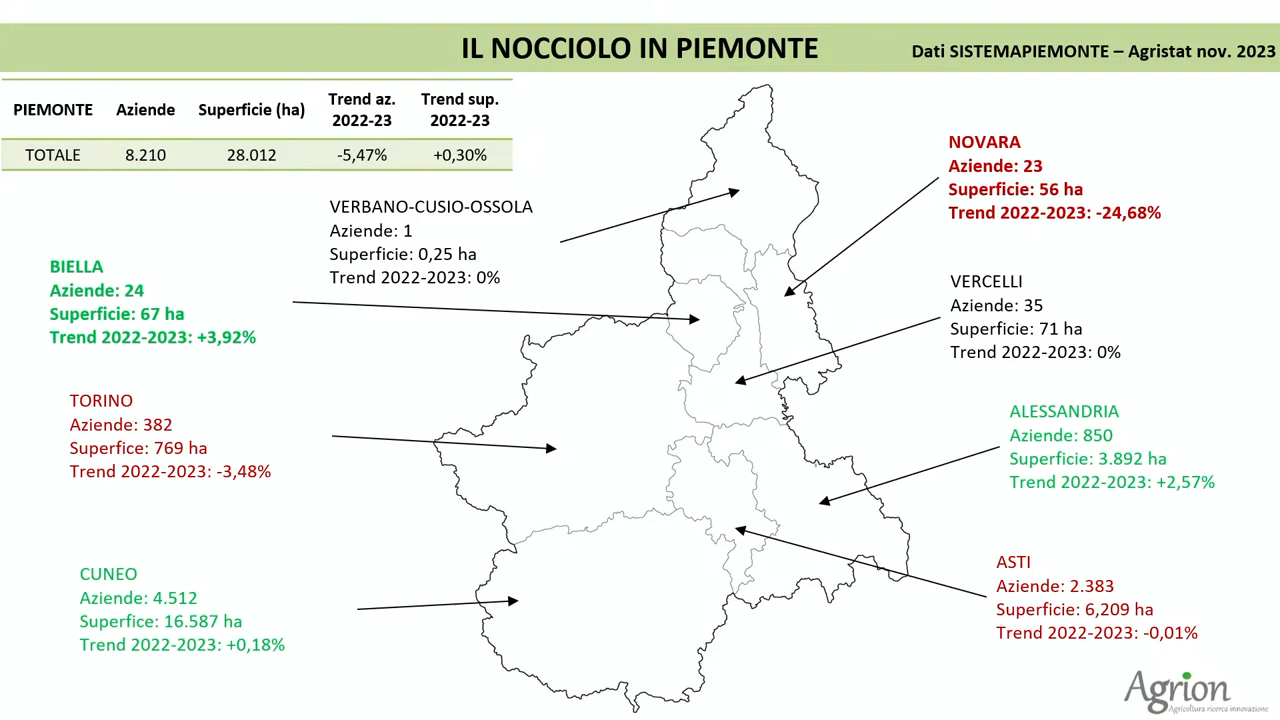 IL NOCCIOLO IN PIEMONTE
Dati SISTEMAPIEMONTE – Agristat nov. 2023
PIEMONTE Aziende Superficie (ha) Trend az. 2022-23 Trend sup. 2022-23
TOTALE 8.210 28.012 -5,47% +0,30%
VERBANO-CUSIO-OSSOLA
Aziende: 1
Superficie: 0,25 ha
Trend 2022-2023: 0%
NOVARA
Aziende: 23
Superficie: 56 ha
Trend 2022-2023: -24,68%
BIELLA
Aziende: 24
Superficie: 67 ha
Trend 2022-2023: +3,92%
VERCELLI
Aziende: 35
Superficie: 71 ha
Trend 2022-2023: 0%
TORINO
Aziende: 382
Superfice: 769 ha
Trend 2022-2023: -3,48%
ALESSANDRIA
Aziende: 850
Superficie: 3.892 ha
Trend 2022-2023: +2,57%
CUNEO
Aziende: 4.512
Superfice: 16.587 ha
Trend 2022-2023: +0,18%
ASTI
Aziende: 2.383
Superficie: 6,209 ha
Trend 2022-2023: -0,01%
Agrion
Agricoltura ricerca innovazione